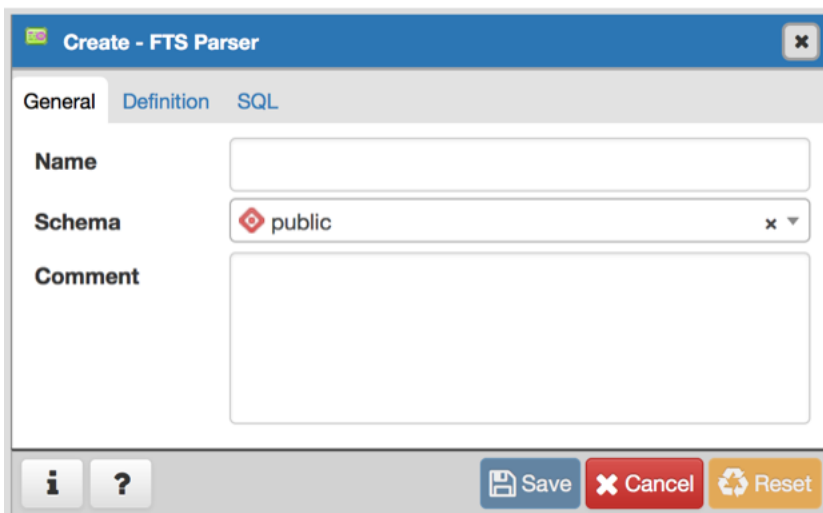 Create - FTS Parser
General Definition SQL
Name
Schema public
Comment
i ? Save Cancel Reset